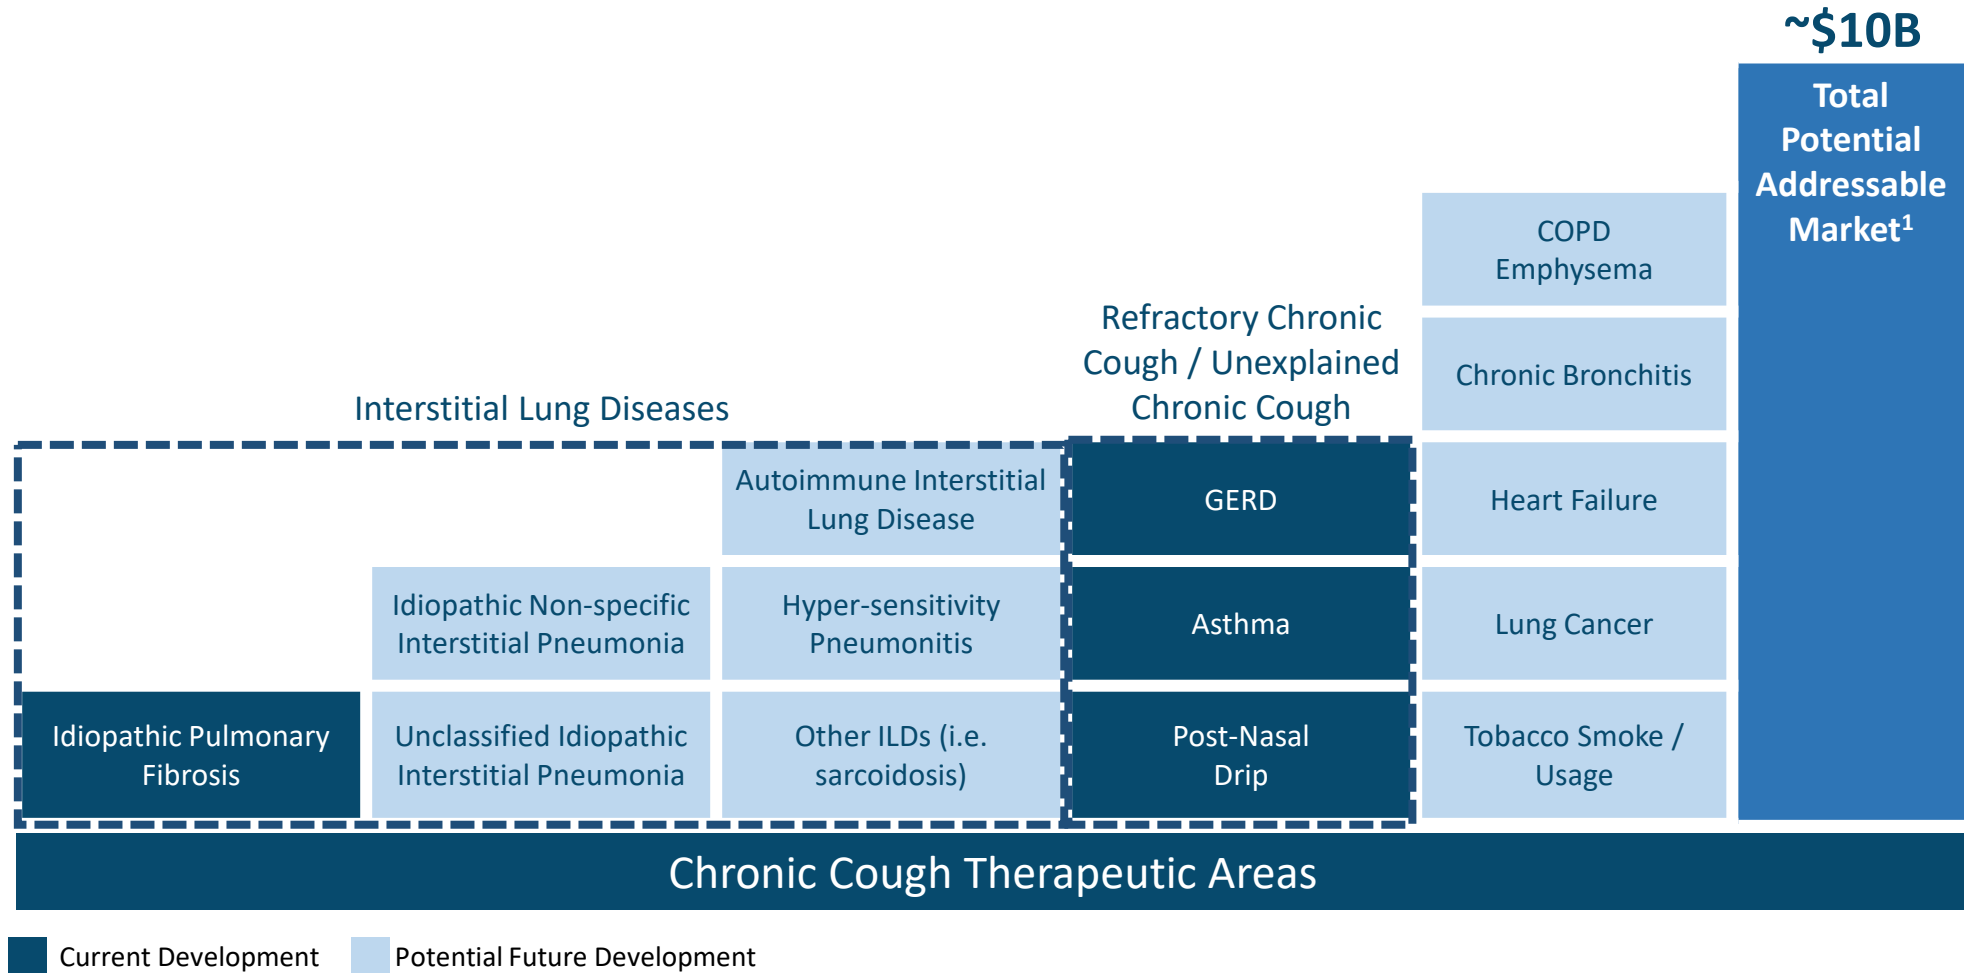 ~$10B
Total
Potential
Addressable
Market¹
COPD
Emphysema
Refractory Chronic
Cough / Unexplained
Chronic Cough
Chronic Bronchitis
Interstitial Lung Diseases
Autoimmune Interstitial
Lung Disease
GERD
Heart Failure
Idiopathic Non-specific
Interstitial Pneumonia
Hyper-sensitivity
Pneumonitis
Asthma
Lung Cancer
Idiopathic Pulmonary
Fibrosis
Unclassified Idiopathic
Interstitial Pneumonia
Other ILDs (i.e.
sarcoidosis)
Post-Nasal
Drip
Tobacco Smoke /
Usage
Chronic Cough Therapeutic Areas
Current Development
Potential Future Development